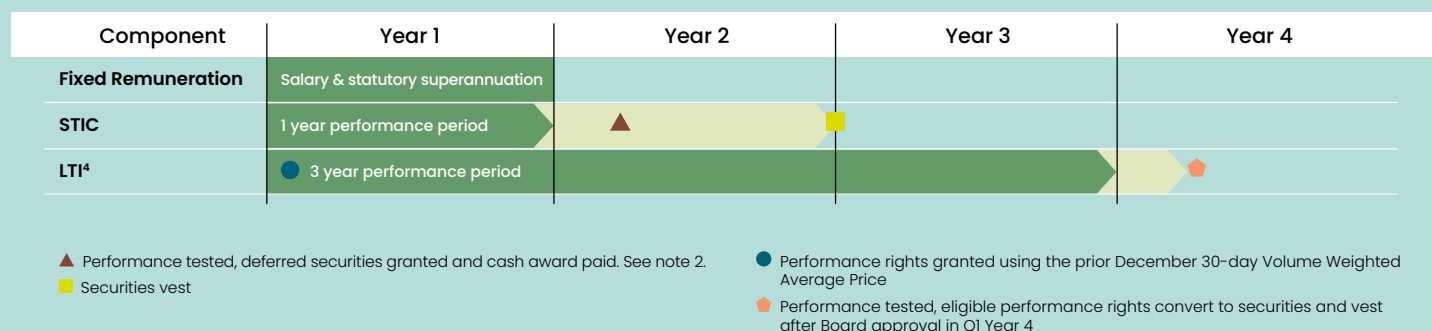 Component Year 1 Year 2 Year 3 Year 4
Fixed Remuneration Salary & statutory superannuation
STIC 1 year performance period
LTI⁴ 3 year performance period
Performance tested, deferred securities granted and cash award paid. See note 2.
Securities vest
Performance rights granted using the prior December 30-day Volume Weighted
Average Price
Performance tested, eligible performance rights convert to securities and vest
after Board approval in Q1 Year 4